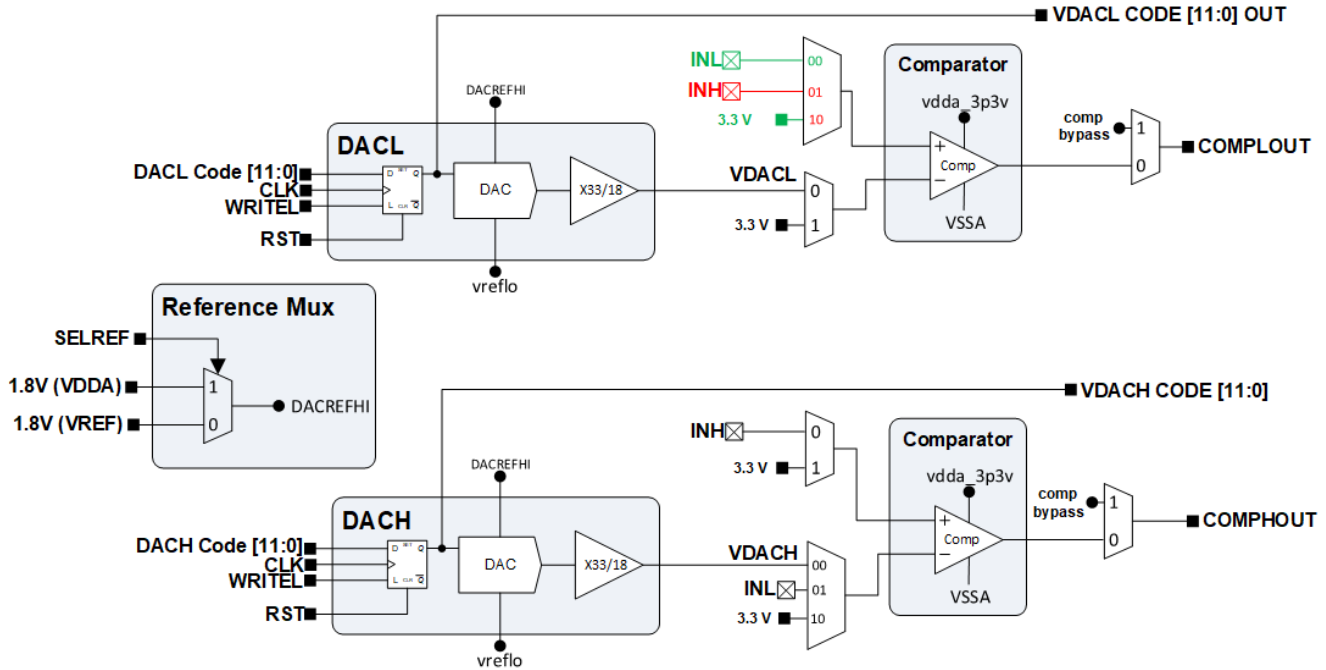 VDACL CODE [11:0] OUT
INL
00
Comparator
DACREFHI
INH
01
vdda_3p3v
3.3 V
10
comp
bypass
1
COMPLOUT
0
DACL
DACL Code [11:0]
D SET Q
DAC
X33/18
VDACL
0
+
Comp
−
CLK
WRITEL
L CLR Q
3.3 V
1
VSSA
RST
vreflo
Reference Mux
SELREF
1.8V (VDDA)
1
DACREFHI
1.8V (VREF)
0
VDACH CODE [11:0]
INH
0
Comparator
3.3 V
1
vdda_3p3v
DACREFHI
comp
bypass
1
COMPHOUT
0
DACH
DACH Code [11:0]
D SET Q
DAC
X33/18
VDACH
00
+
Comp
−
CLK
WRITEL
L CLR Q
INL
01
3.3 V
10
VSSA
RST
vreflo